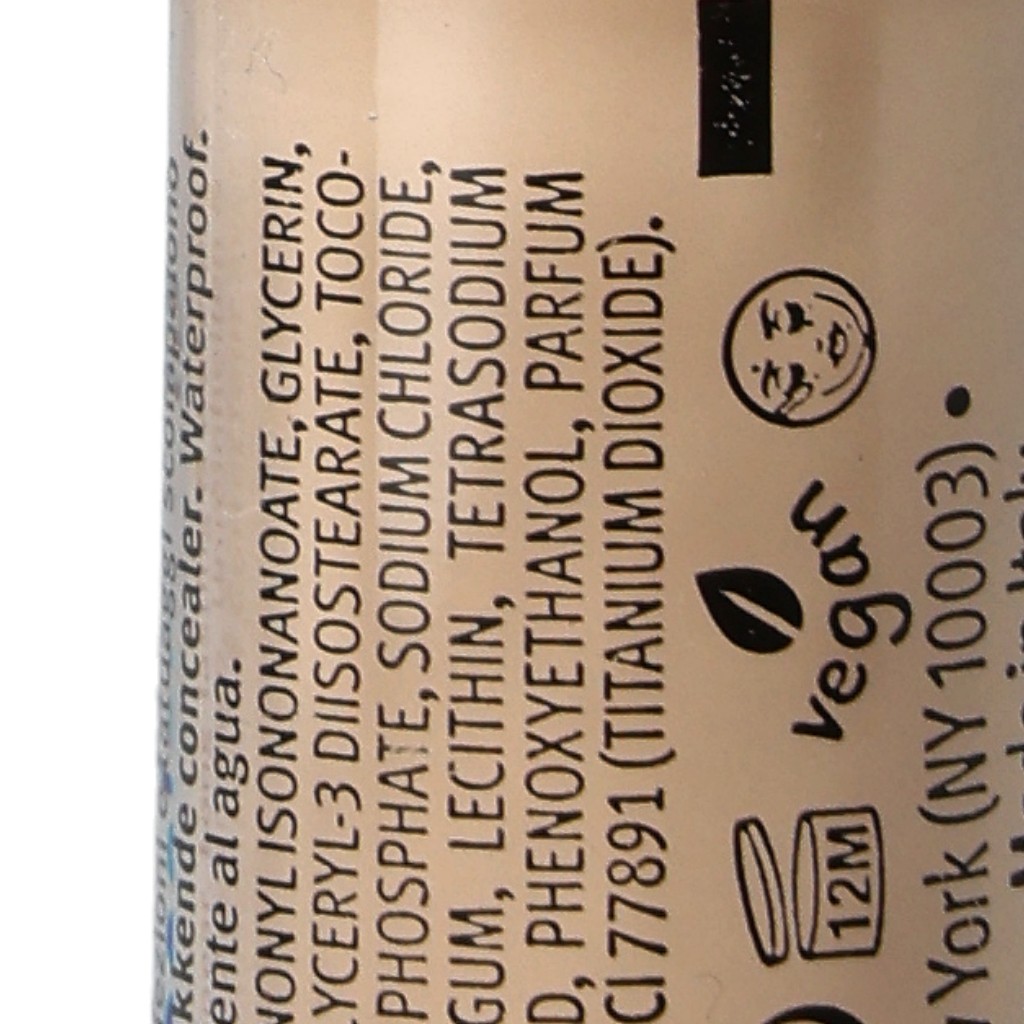 kkende concealer. Waterproof.
ente al agua.
NONYL ISONONANOATE, GLYCERIN,
YCERYL-3 DIISOSTEARATE, TOCO-
PHOSPHATE, SODIUM CHLORIDE,
GUM, LECITHIN, TETRASODIUM
D, PHENOXYETHANOL, PARFUM
CI 77891 (TITANIUM DIOXIDE).
vegan
12M
York (NY 10003) •